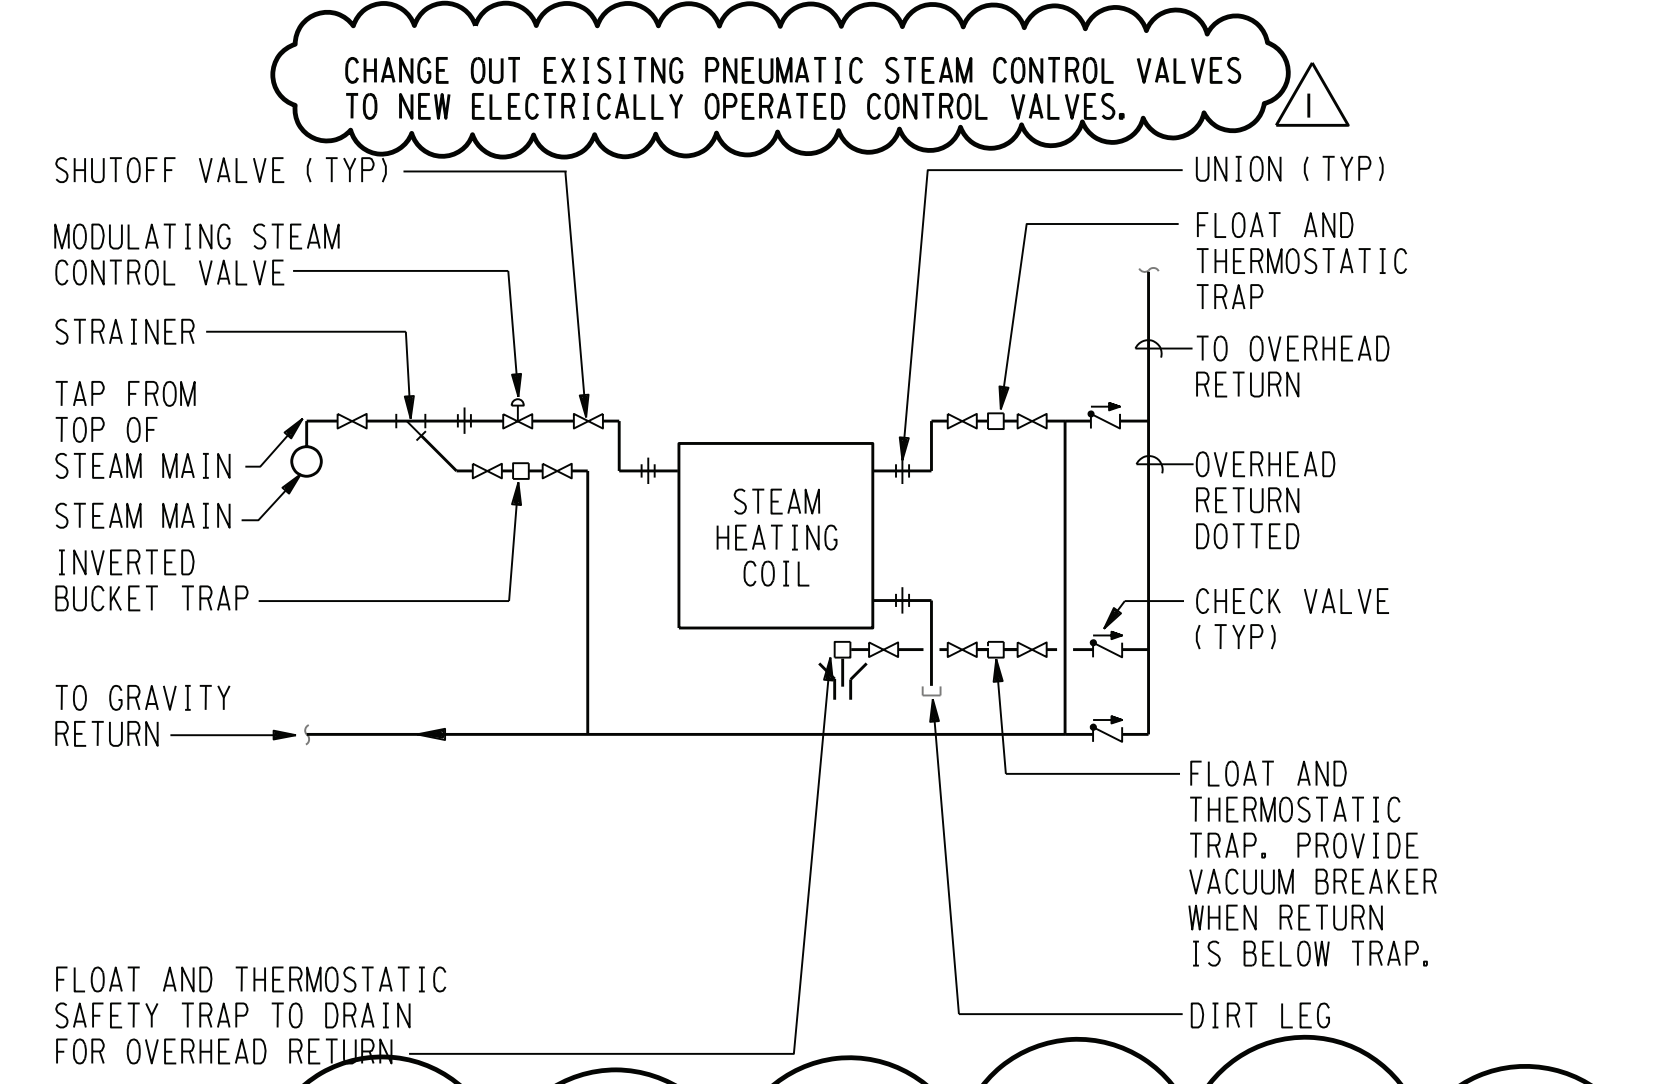 CHANGE OUT EXISITNG PNEUMATIC STEAM CONTROL VALVES
TO NEW ELECTRICALLY OPERATED CONTROL VALVES.
1
SHUTOFF VALVE (TYP)
MODULATING STEAM
CONTROL VALVE
STRAINER
TAP FROM
TOP OF
STEAM MAIN
STEAM MAIN
INVERTED
BUCKET TRAP
TO GRAVITY
RETURN
FLOAT AND THERMOSTATIC
SAFETY TRAP TO DRAIN
FOR OVERHEAD RETURN
STEAM
HEATING
COIL
UNION (TYP)
FLOAT AND
THERMOSTATIC
TRAP
TO OVERHEAD
RETURN
OVERHEAD
RETURN
DOTTED
CHECK VALVE
(TYP)
FLOAT AND
THERMOSTATIC
TRAP. PROVIDE
VACUUM BREAKER
WHEN RETURN
IS BELOW TRAP.
DIRT LEG